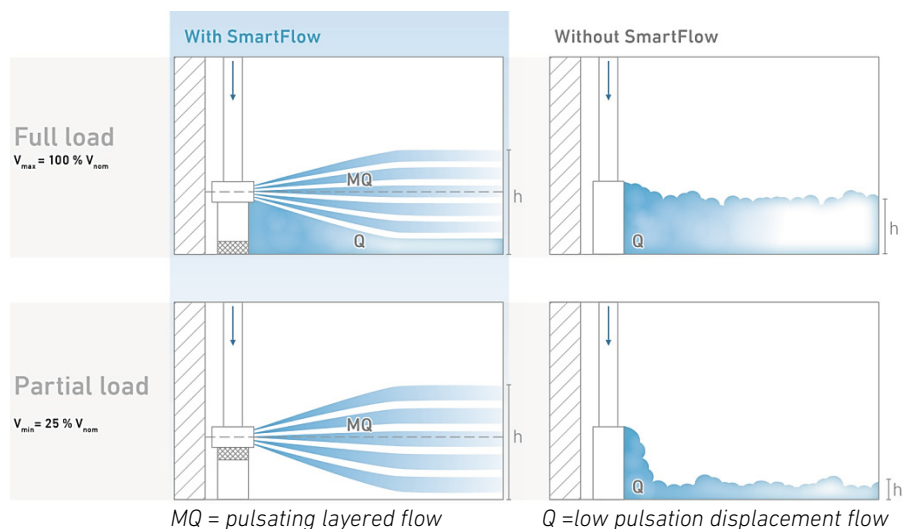 With SmartFlow
Without SmartFlow
Full load
Vmax = 100 % Vnom
MQ
Q
h
Q
h
Partial load
Vmin = 25 % Vnom
MQ
h
Q
h
MQ = pulsating layered flow
Q =low pulsation displacement flow